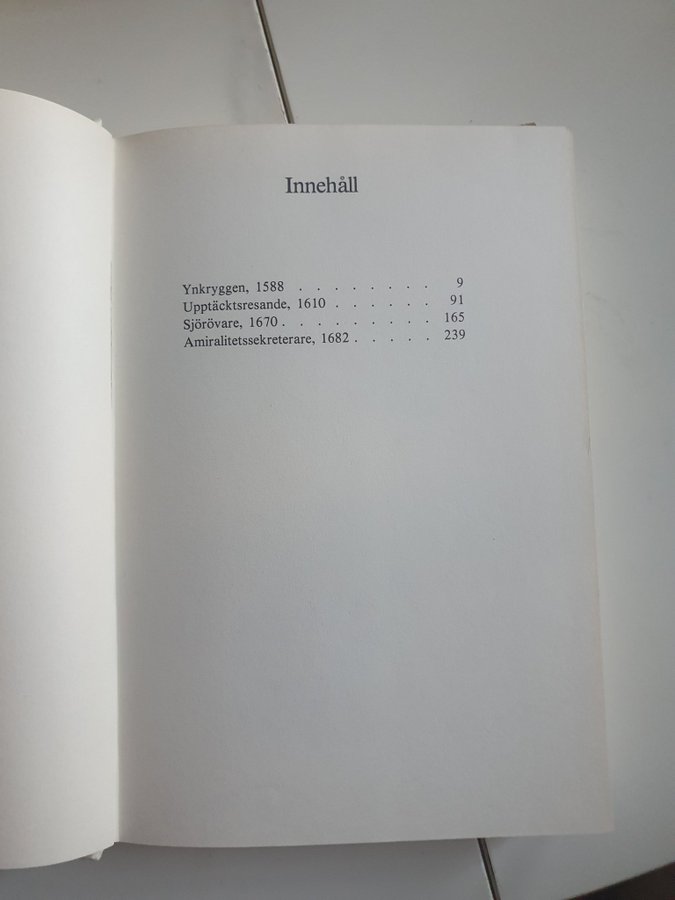 Innehåll
Ynkryggen, 1588 . . . . . . . . 9
Upptäcktsresande, 1610 . . . . . . 91
Sjörövare, 1670 . . . . . . . . . 165
Amiralitetssekreterare, 1682 . . . . . 239